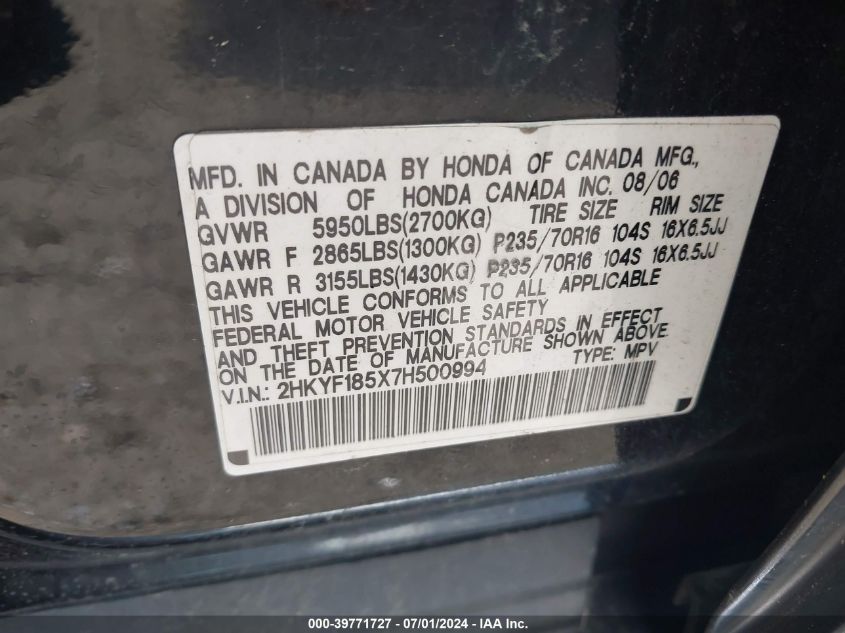 MFD. IN CANADA BY HONDA OF CANADA MFG.,
A DIVISION OF HONDA CANADA INC. 08/06
GVWR 5950LBS(2700KG) TIRE SIZE RIM SIZE
GAWR F 2865LBS(1300KG) P235/70R16 104S 16X6.5JJ
GAWR R 3155LBS(1430KG) P235/70R16 104S 16X6.5JJ
THIS VEHICLE CONFORMS TO ALL APPLICABLE
FEDERAL MOTOR VEHICLE SAFETY
AND THEFT PREVENTION STANDARDS IN EFFECT
ON THE DATE OF MANUFACTURE SHOWN ABOVE
V.I.N.: 2HKYF185X7H500994 TYPE: MPV
000-39771727 - 07/01/2024 - IAA Inc.